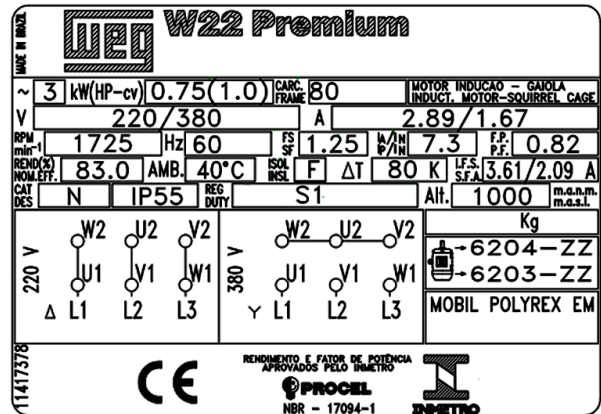 MADE IN BRAZIL
WEG W22 Premium
~ 3 kW(HP-cv) 0.75(1.0) CARC. FRAME 80 MOTOR INDUCAO - GAIOLA INDUCT. MOTOR-SQUIRREL CAGE
V 220/380 A 2.89/1.67
RPM min-1 1725 Hz 60 FS SF 1.25 IA/IN IP/IN 7.3 F.P. P.F. 0.82
REND(%) NOM.EFF. 83.0 AMB. 40°C ISOL INSL F ΔT 80 K I.F.S. S.F.A. 3.61/2.09 A
CAT DES N IP55 REG DUTY S1 Alt. 1000 m.a.n.m. m.a.s.l.
Kg
220 V
W2 U2 V2
U1 V1 W1
Δ L1 L2 L3
380 V
W2 U2 V2
U1 V1 W1
Y L1 L2 L3
6204-ZZ
6203-ZZ
MOBIL POLYREX EM
11417378
CE
RENDIMENTO E FATOR DE POTÊNCIA
APROVADOS PELO INMETRO
PROCEL
NBR - 17094-1
INMETRO